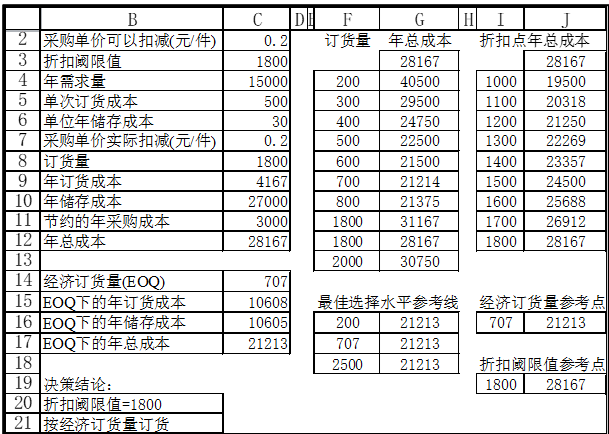 B C D E F G H I J
2 采购单价可以扣减(元/件) 0.2 订货量 年总成本 折扣点年总成本
3 折扣阈限值 1800 28167 28167
4 年需求量 15000 200 40500 1000 19500
5 单次订货成本 500 300 29500 1100 20318
6 单位年储存成本 30 400 24750 1200 21250
7 采购单价实际扣减(元/件) 0.2 500 22500 1300 22269
8 订货量 1800 600 21500 1400 23357
9 年订货成本 4167 700 21214 1500 24500
10 年储存成本 27000 800 21375 1600 25688
11 节约的年采购成本 3000 1800 31167 1700 26912
12 年总成本 28167 1800 28167 1800 28167
13 2000 30750
14 经济订货量(EOQ) 707
15 EOQ下的年订货成本 10608 最佳选择水平参考线 经济订货量参考点
16 EOQ下的年储存成本 10605 200 21213 707 21213
17 EOQ下的年总成本 21213 707 21213
18 2500 21213 折扣阈限值参考点
19 决策结论: 1800 28167
20 折扣阈限值=1800
21 按经济订货量订货